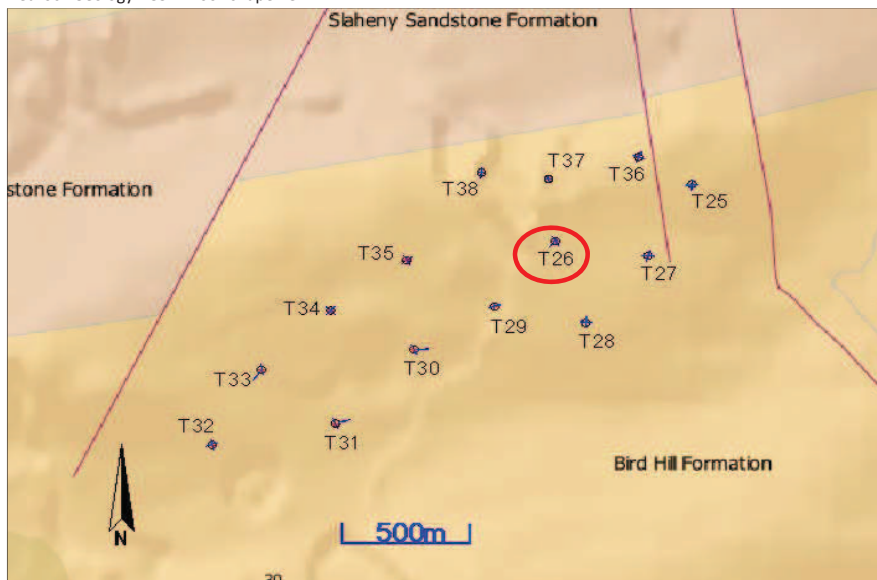 Slaheny Sandstone Formation
stone Formation
T37
T36
T38
T25
T35
T26
T27
T34
T29
T28
T30
T33
T32
T31
Bird Hill Formation
500m
N